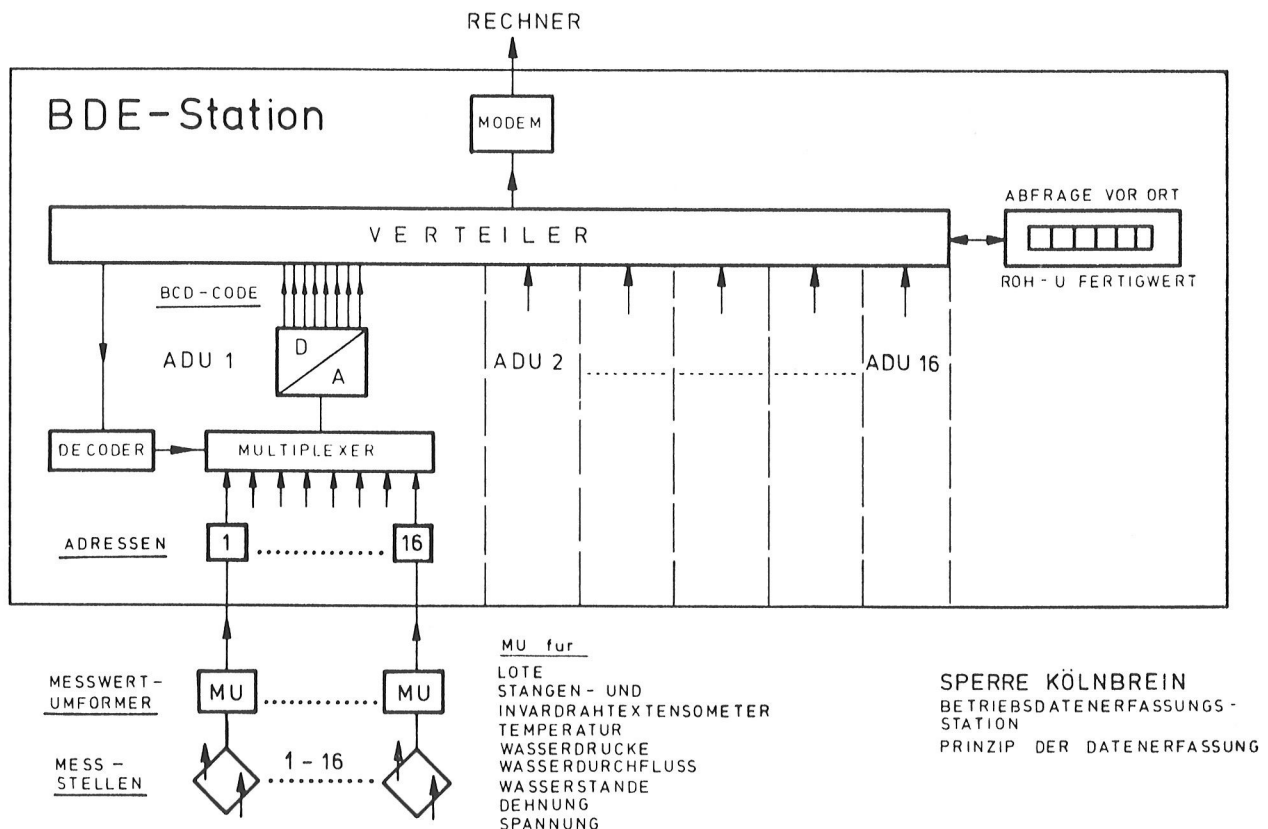 RECHNER
BDE-Station
MODEM
VERTEILER
ABFRAGE VOR ORT
ROH-U FERTIGWERT
BCD-CODE
ADU 1
D
A
ADU 2
ADU 16
DECODER
MULTIPLEXER
ADRESSEN
1
16
MESSWERT-
UMFORMER
MU
MU
MESS-
STELLEN
1-16
MU fur
LOTE
STANGEN- UND
INVARDRAHTEXTENSOMETER
TEMPERATUR
WASSERDRUCKE
WASSERDURCHFLUSS
WASSERSTANDE
DEHNUNG
SPANNUNG
SPERRE KÖLNBREIN
BETRIEBSDATENERFASSUNGS-
STATION
PRINZIP DER DATENERFASSUNG